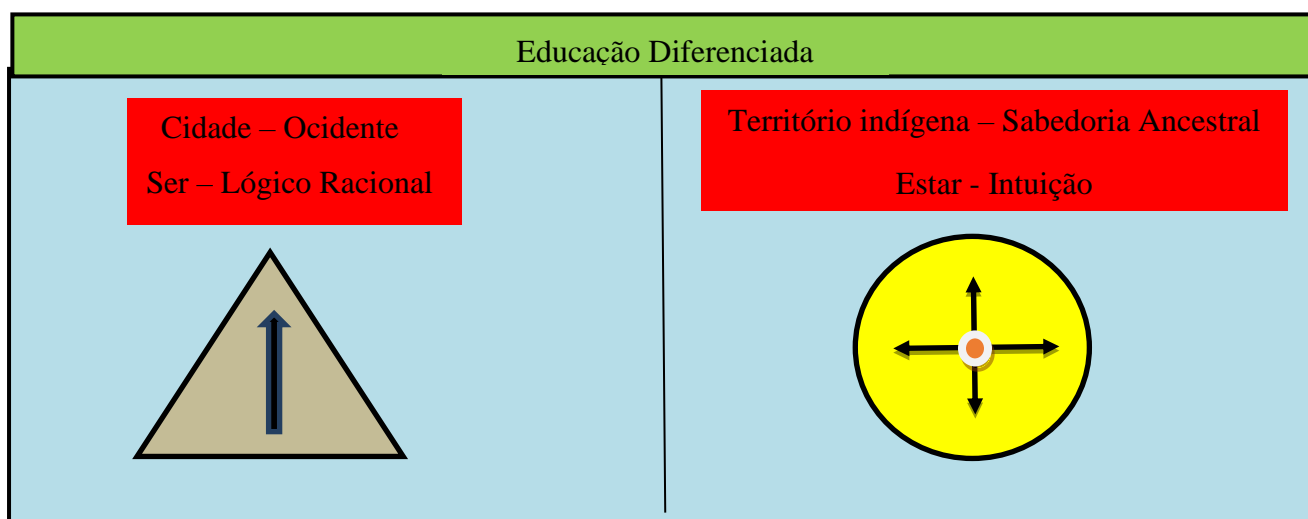 Educação Diferenciada
Cidade – Ocidente
Ser – Lógico Racional
Território indígena – Sabedoria Ancestral
Estar - Intuição